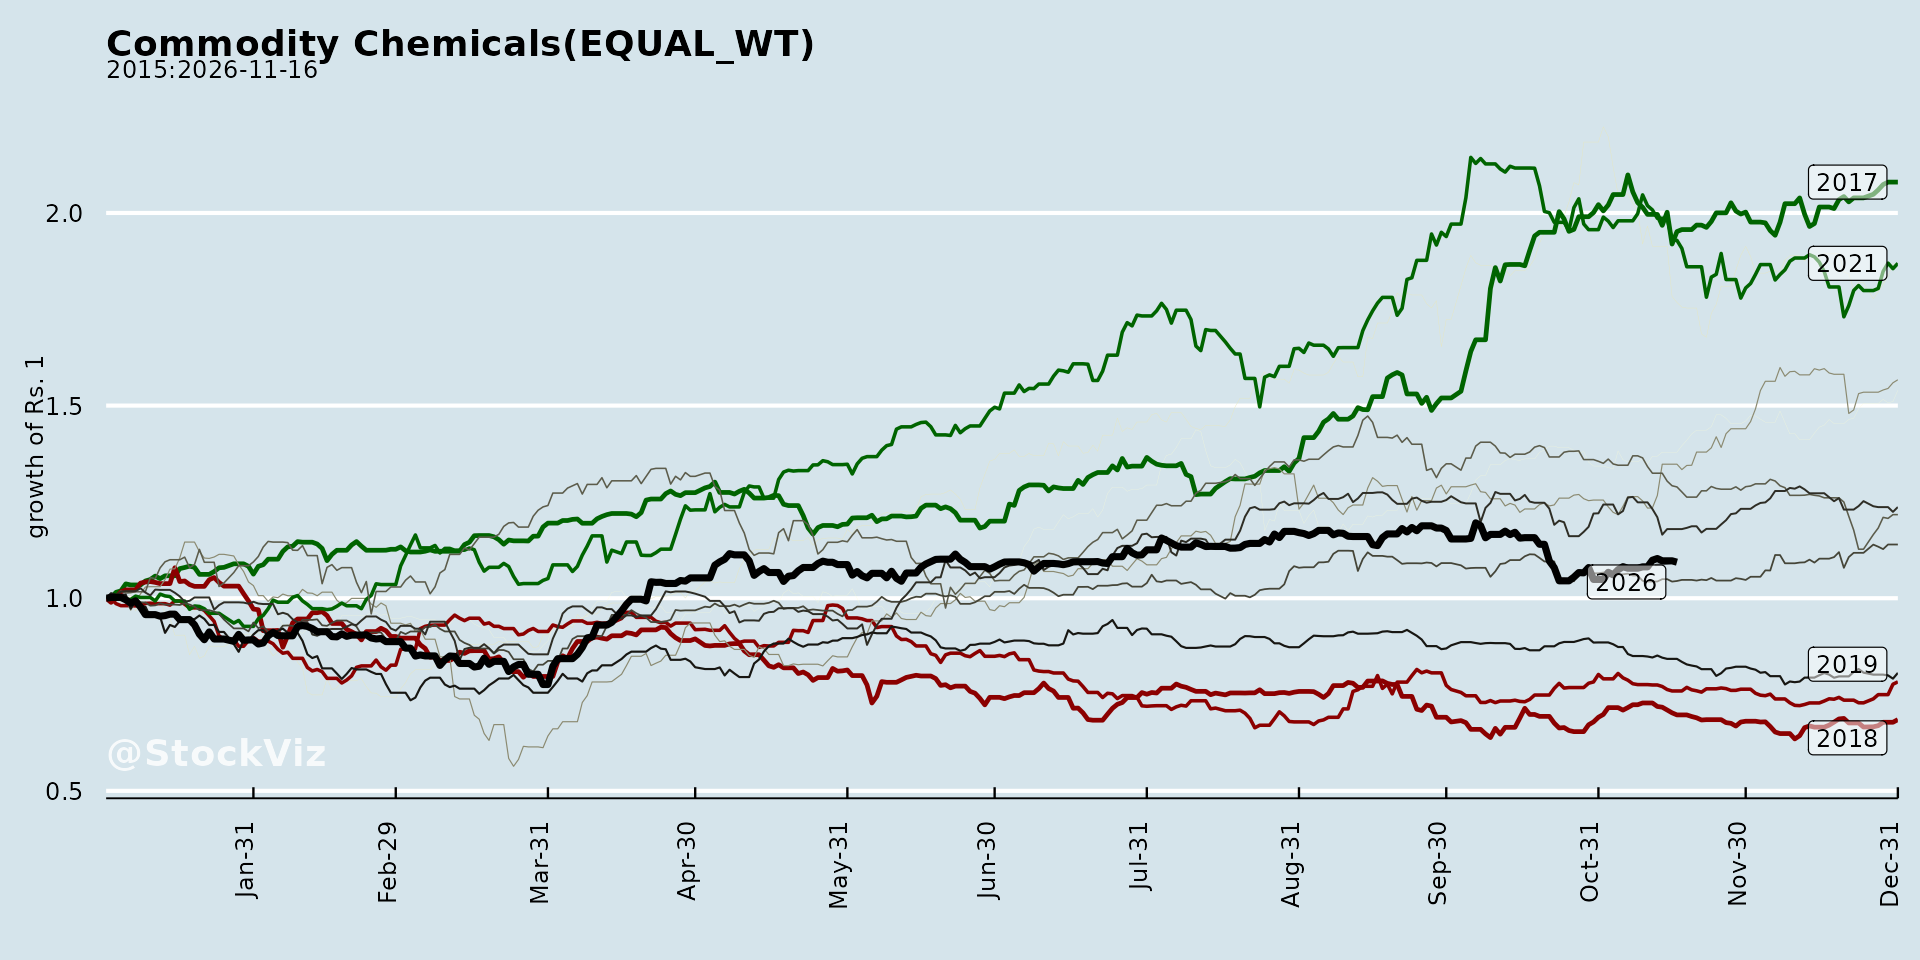 Commodity Chemicals(EQUAL_WT)
2015:2026-11-16
growth of Rs. 1
2.0
1.5
1.0
0.5
2017
2021
2026
2019
2018
@StockViz
Jan-31
Feb-29
Mar-31
Apr-30
May-31
Jun-30
Jul-31
Aug-31
Sep-30
Oct-31
Nov-30
Dec-31